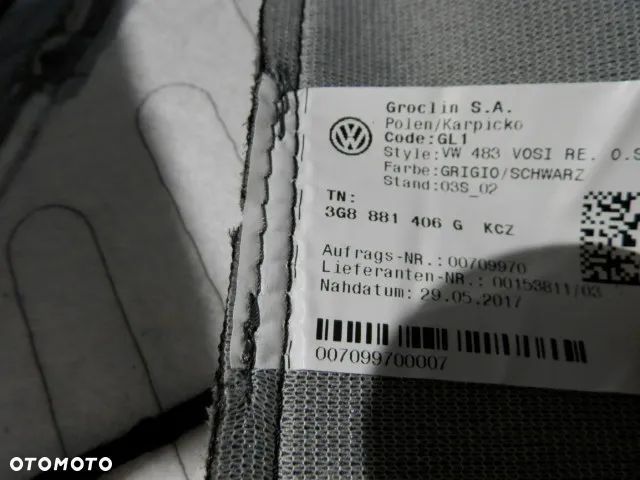 Groclin S.A.
Polen/Karpicko
Code:GL1
Style:VW 483 VOSI RE. O.S
Farbe:GRIGIO/SCHWARZ
Stand:03S_02
TN:
3G8 881 406 G KCZ
Aufrags-NR.:00709970
Lieferanten-NR.: 00153811/03
Nahdatum: 29.05.2017
007099700007
OTOMOTO